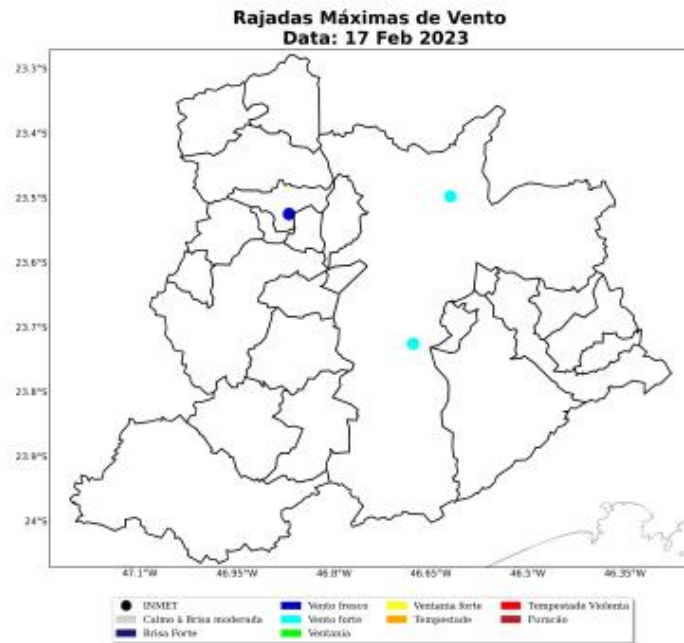 Rajadas Máximas de Vento
Data: 17 Feb 2023
23.3°S
23.4°S
23.5°S
23.6°S
23.7°S
23.8°S
23.9°S
24°S
47.1°W 46.95°W 46.8°W 46.65°W 46.5°W 46.35°W
INMET Vento fresco Ventania forte Tempestade Violenta
Calmo à Brisa moderada Vento forte Tempestade Furacão
Brisa Forte Ventania